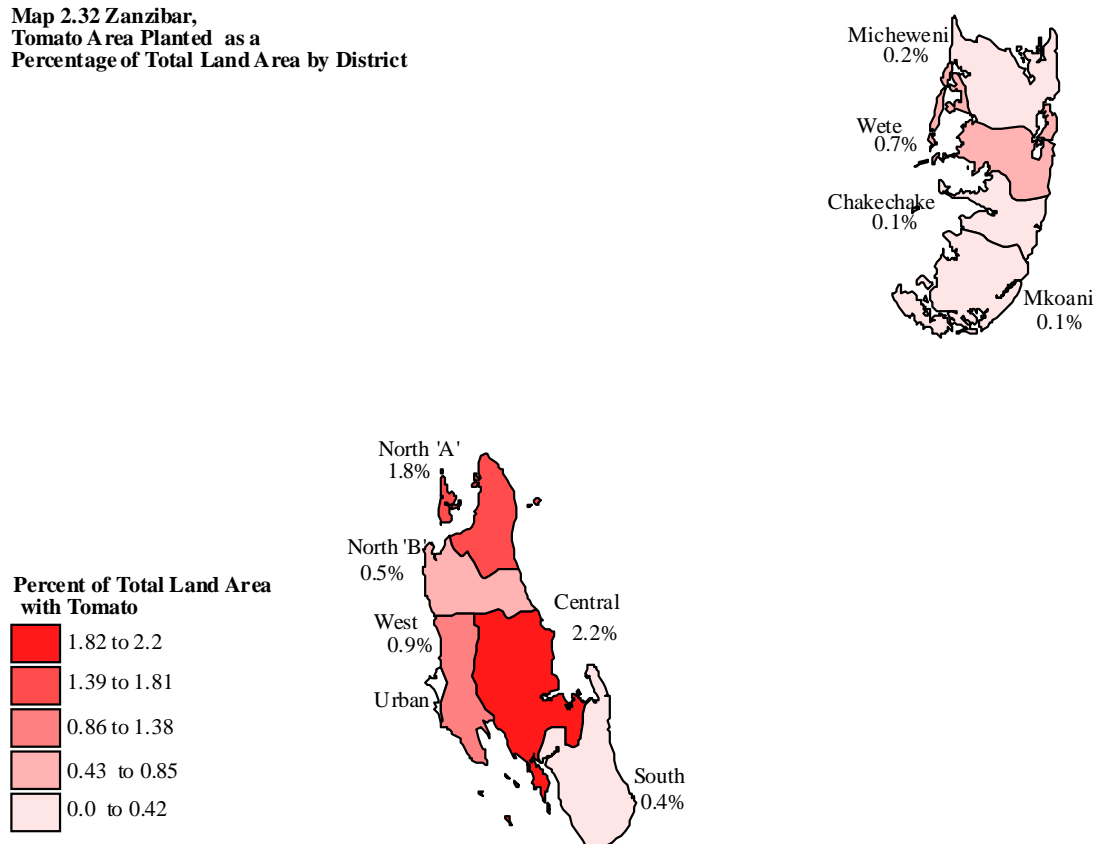 Map 2.32 Zanzibar,
Tomato Area Planted as a
Percentage of Total Land Area by District
Micheweni
0.2%
Wete
0.7%
Chakechake
0.1%
Mkoani
0.1%
North 'A'
1.8%
North 'B'
0.5%
Central
2.2%
West
0.9%
Urban
South
0.4%
Percent of Total Land Area
with Tomato
1.82 to 2.2
1.39 to 1.81
0.86 to 1.38
0.43 to 0.85
0.0 to 0.42